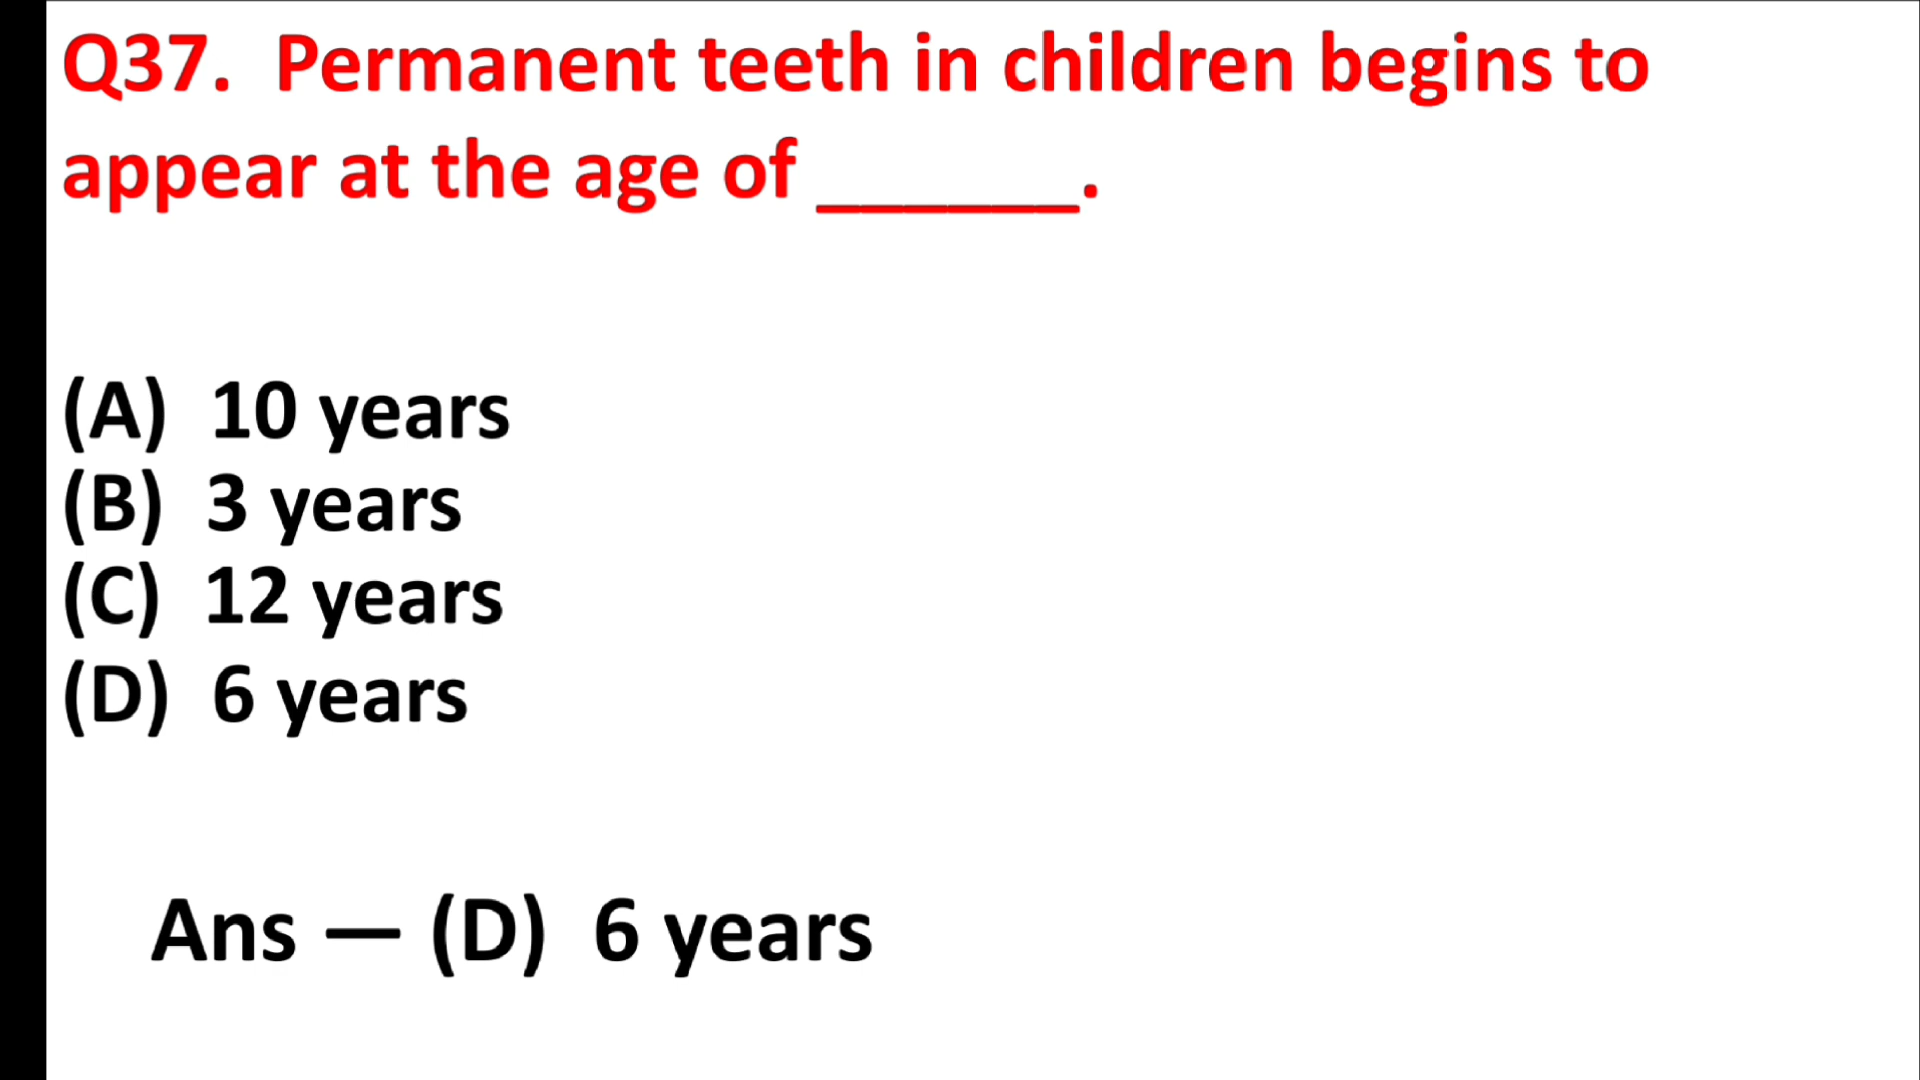 Q37. Permanent teeth in children begins to
appear at the age of ______.
(A) 10 years
(B) 3 years
(C) 12 years
(D) 6 years
Ans — (D) 6 years